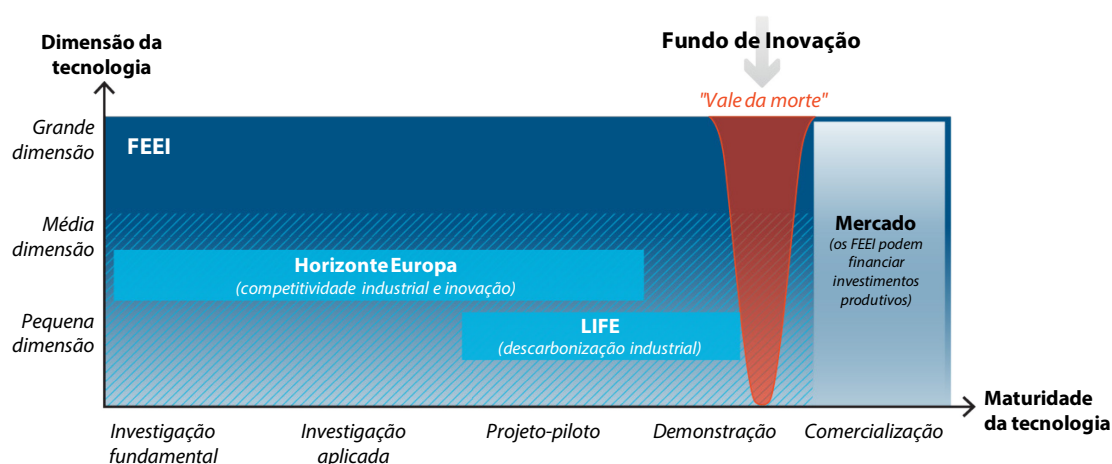 Fundo de Inovação
Dimensão da
tecnologia
"Vale da morte"
Grande
dimensão
FEEI
Média
dimensão
Mercado
(os FEEI podem
financiar
investimentos
produtivos)
Horizonte Europa
(competitividade industrial e inovação)
Pequena
dimensão
LIFE
(descarbonização industrial)
Maturidade
da tecnologia
Investigação
fundamental
Investigação
aplicada
Projeto-piloto
Demonstração
Comercialização